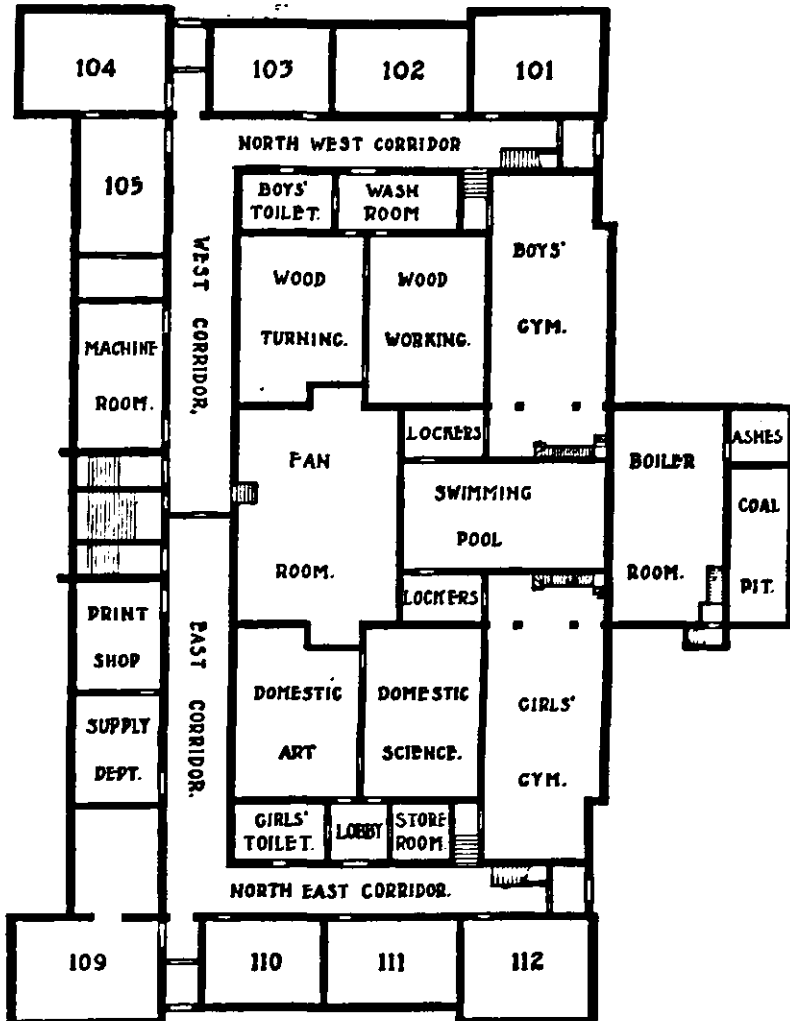 104
103
102
101
NORTH WEST CORRIDOR
105
BOYS'
TOILET.
WASH
ROOM
WEST CORRIDOR.
WOOD
TURNING.
WOOD
WORKING.
BOYS'
GYM.
MACHINE
ROOM.
LOCKERS
FAN
ROOM.
SWIMMING
POOL
BOILER
ROOM.
ASHES
COAL
PIT.
LOCKERS
PRINT
SHOP
EAST CORRIDOR.
SUPPLY
DEPT.
DOMESTIC
ART
DOMESTIC
SCIENCE.
GIRLS'
GYM.
GIRLS'
TOILET.
LOBBY
STORE
ROOM
NORTH EAST CORRIDOR.
109
110
111
112